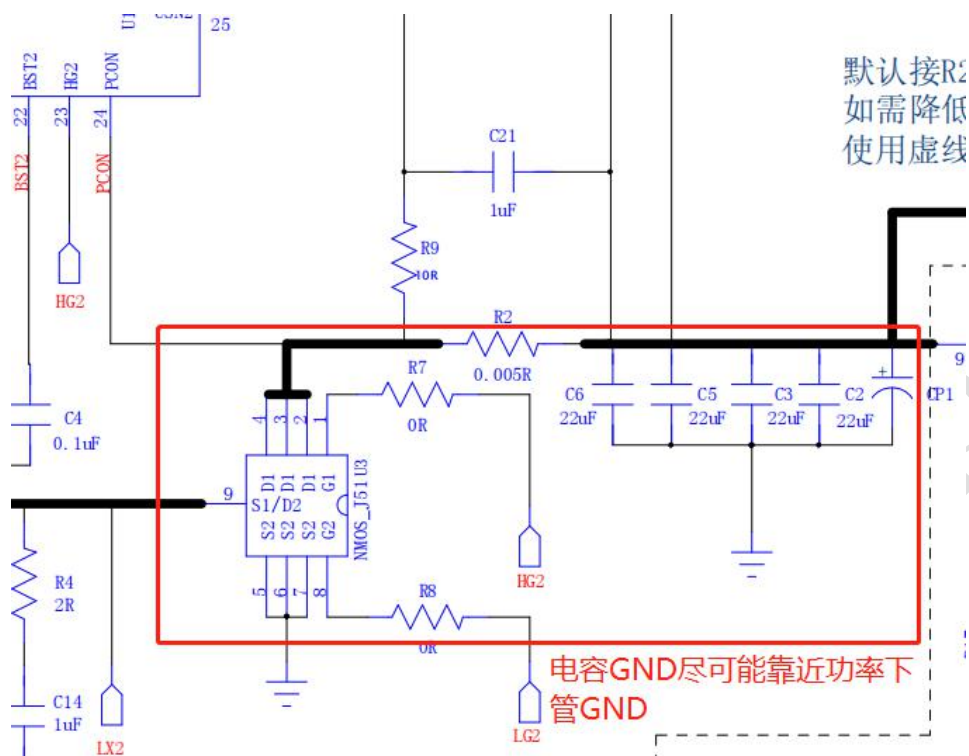 U1
CSN2
25
BST2
HG2
PCON
22
23
24
BST2
PCON
HG2
默认接R2
如需降低
使用虚线
C21
1uF
R9
10R
R2
0.005R
9
R7
0R
C6
22uF
C5
22uF
C3
22uF
C2
22uF
+
CP1
C4
0.1uF
4
3
2
1
D1
D1
D1
G1
9
S1/D2
S2
S2
S2
G2
NMOS_J51
U3
5
6
7
8
HG2
R4
2R
R8
0R
C14
1uF
LX2
LG2
电容GND尽可能靠近功率下
管GND